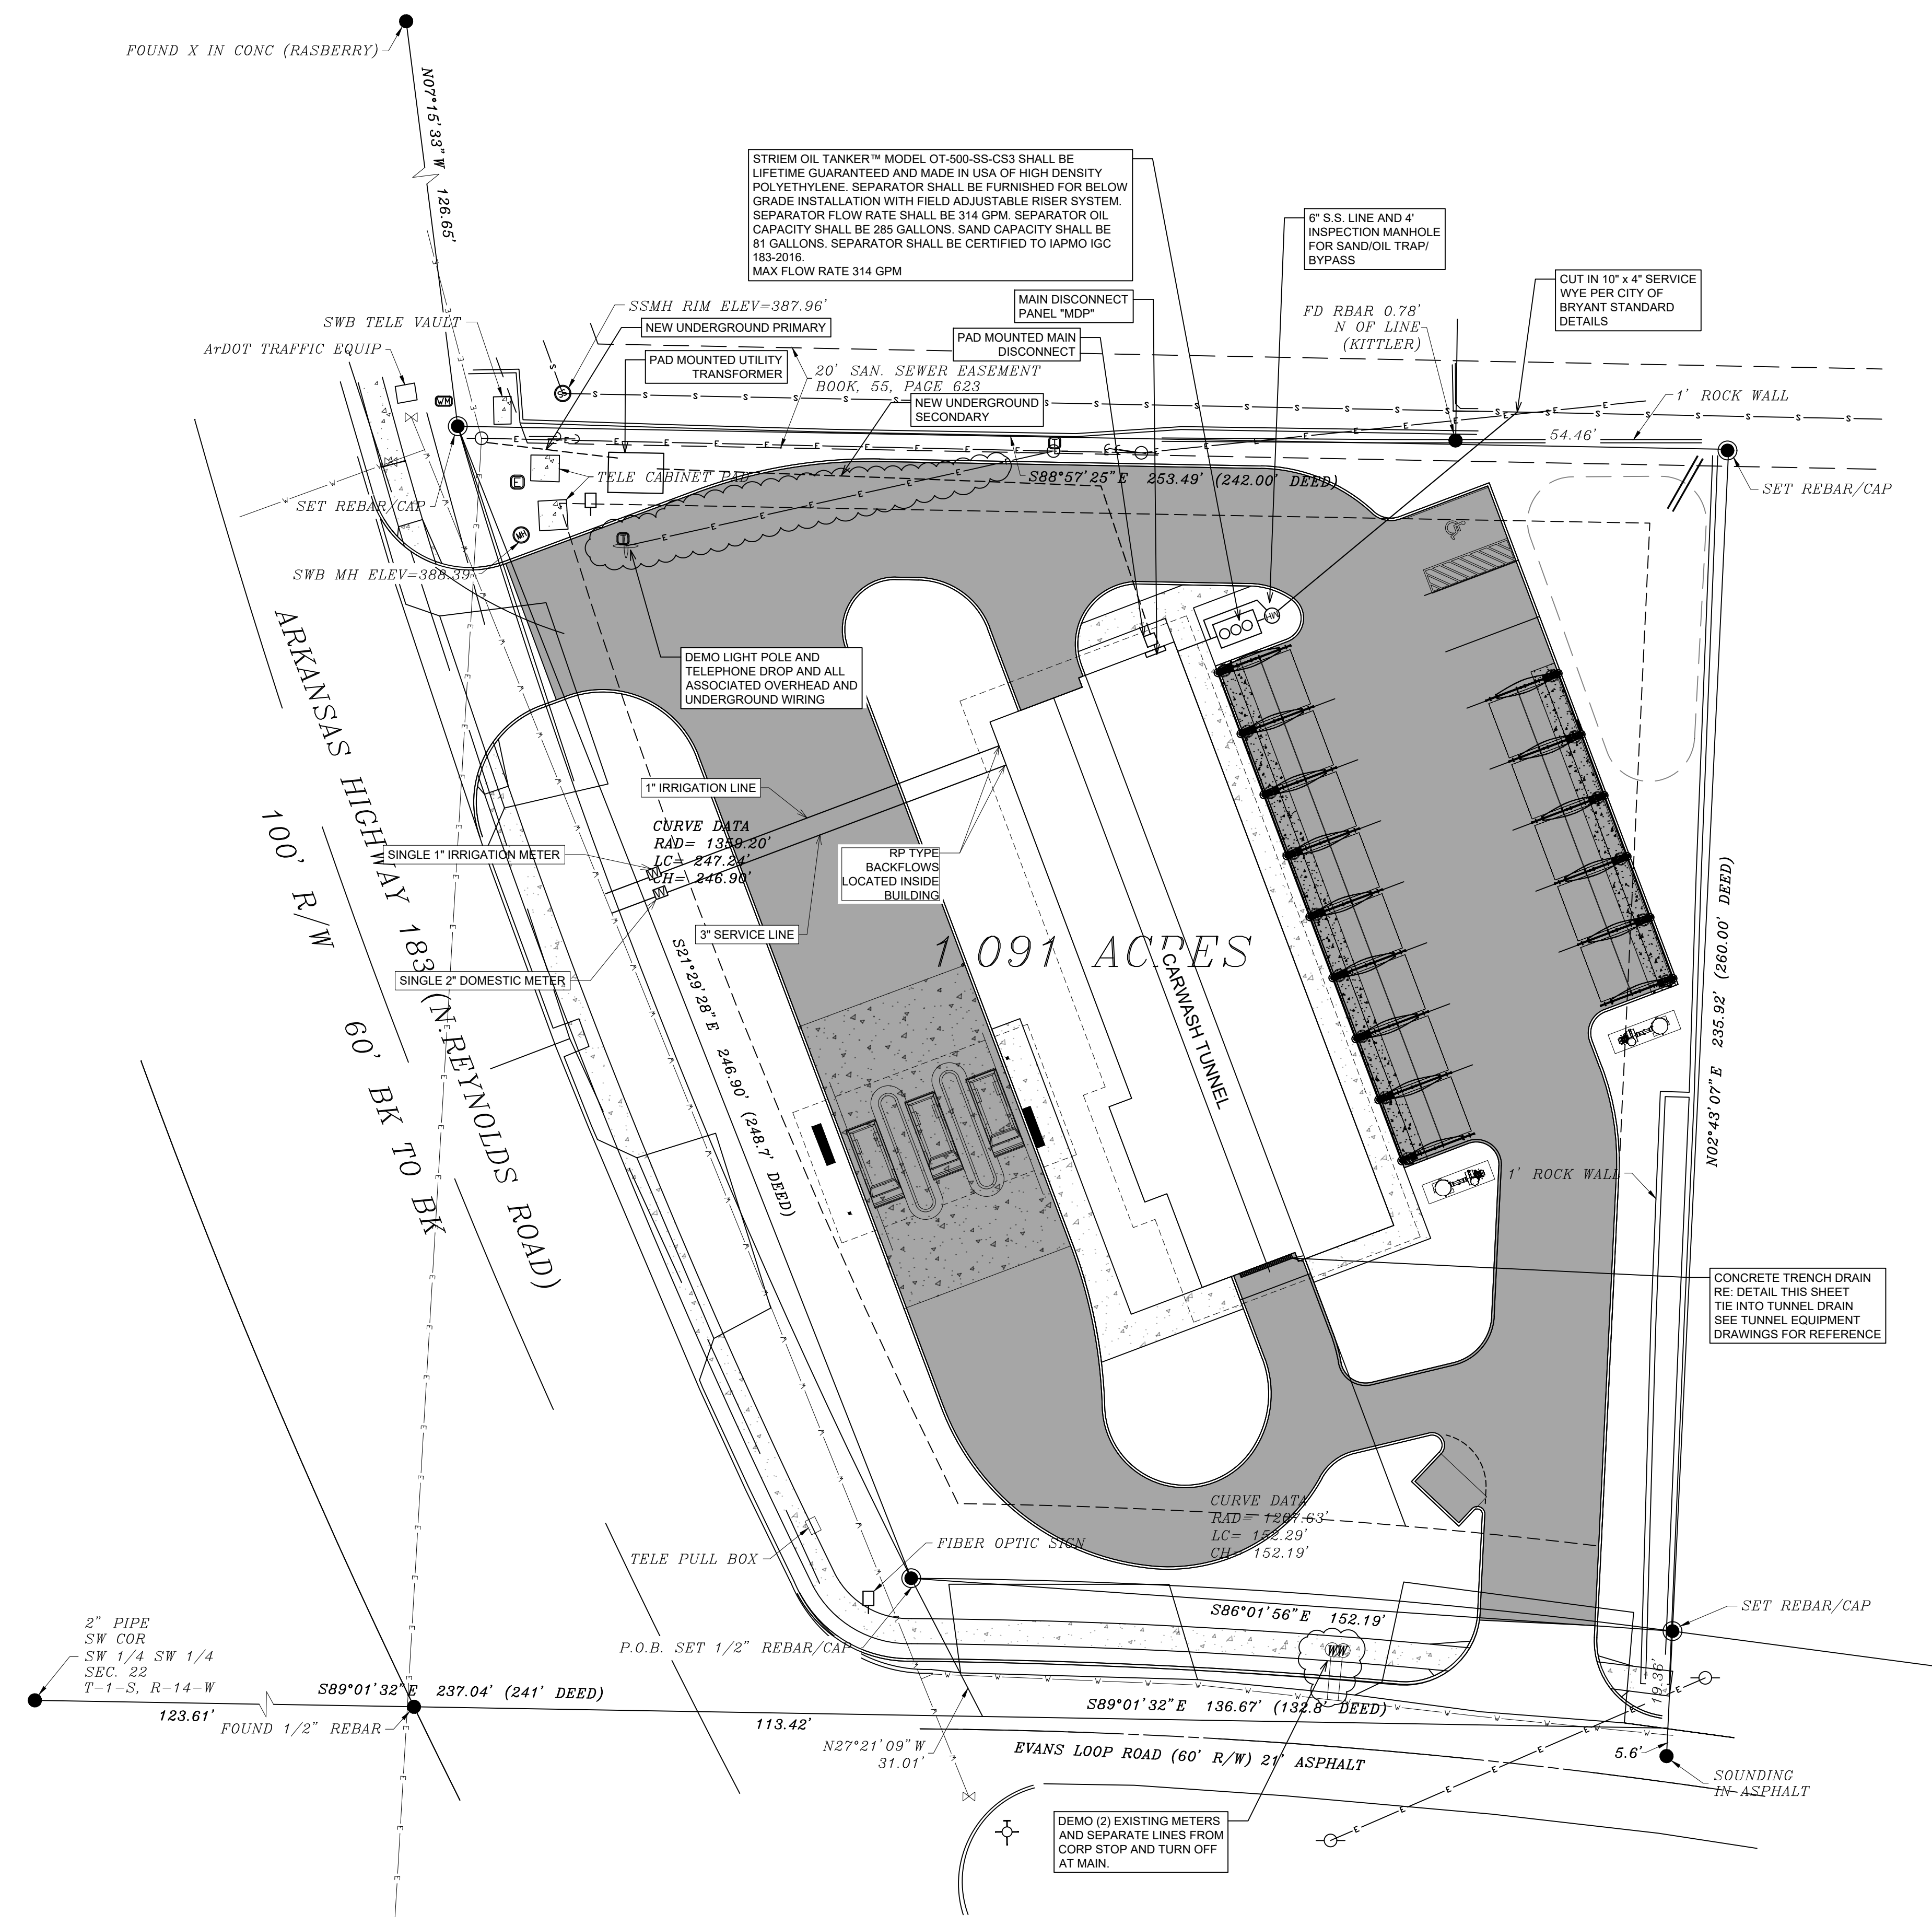 FOUND X IN CONC (RASBERRY)
N07°15'33"W 126.65'
STRIEM OIL TANKER™ MODEL OT-500-SS-CS3 SHALL BE
LIFETIME GUARANTEED AND MADE IN USA OF HIGH DENSITY
POLYETHYLENE. SEPARATOR SHALL BE FURNISHED FOR BELOW
GRADE INSTALLATION WITH FIELD ADJUSTABLE RISER SYSTEM.
SEPARATOR FLOW RATE SHALL BE 314 GPM. SEPARATOR OIL
CAPACITY SHALL BE 285 GALLONS. SAND CAPACITY SHALL BE
81 GALLONS. SEPARATOR SHALL BE CERTIFIED TO IAPMO IGC
183-2016.
MAX FLOW RATE 314 GPM
6" S.S. LINE AND 4'
INSPECTION MANHOLE
FOR SAND/OIL TRAP/
BYPASS
CUT IN 10" x 4" SERVICE
WYE PER CITY OF
BRYANT STANDARD
DETAILS
MAIN DISCONNECT
PANEL "MDP"
PAD MOUNTED MAIN
DISCONNECT
FD RBAR 0.78'
N OF LINE
(KITTLER)
SSMH RIM ELEV=387.96'
NEW UNDERGROUND PRIMARY
SWB TELE VAULT
ArDOT TRAFFIC EQUIP
PAD MOUNTED UTILITY
TRANSFORMER
20' SAN. SEWER EASEMENT
BOOK, 55, PAGE 623
NEW UNDERGROUND
SECONDARY
1' ROCK WALL
54.46'
WM
TELE CABINET PAD
S88°57'25"E 253.49' (242.00' DEED)
SET REBAR/CAP
SET REBAR/CAP
MH
SWB MH ELEV=388.39'
MH
DEMO LIGHT POLE AND
TELEPHONE DROP AND ALL
ASSOCIATED OVERHEAD AND
UNDERGROUND WIRING
ARKANSAS HIGHWAY 183 (N.REYNOLDS ROAD)
100' R/W 60' BK TO BK
1" IRRIGATION LINE
CURVE DATA
RAD= 1359.20'
LC= 247.24'
CH= 246.90'
SINGLE 1" IRRIGATION METER
RP TYPE
BACKFLOWS
LOCATED INSIDE
BUILDING
3" SERVICE LINE
SINGLE 2" DOMESTIC METER
1 091 ACRES
CARWASH TUNNEL
S21°29'28"E 246.90' (248.7' DEED)
N02°43'07"E 235.92' (260.00' DEED)
1' ROCK WALL
CONCRETE TRENCH DRAIN
RE: DETAIL THIS SHEET
TIE INTO TUNNEL DRAIN
SEE TUNNEL EQUIPMENT
DRAWINGS FOR REFERENCE
CURVE DATA
RAD= 1207.63'
LC= 152.29'
CH= 152.19'
FIBER OPTIC SIGN
TELE PULL BOX
S86°01'56"E 152.19'
SET REBAR/CAP
P.O.B. SET 1/2" REBAR/CAP
WW
2" PIPE
SW COR
SW 1/4 SW 1/4
SEC. 22
T-1-S, R-14-W
19.36'
S89°01'32"E 237.04' (241' DEED)
S89°01'32"E 136.67' (132.8' DEED)
123.61'
FOUND 1/2" REBAR
113.42'
N27°21'09"W
31.01'
EVANS LOOP ROAD (60' R/W) 21' ASPHALT
5.6'
SOUNDING
IN ASPHALT
DEMO (2) EXISTING METERS
AND SEPARATE LINES FROM
CORP STOP AND TURN OFF
AT MAIN.